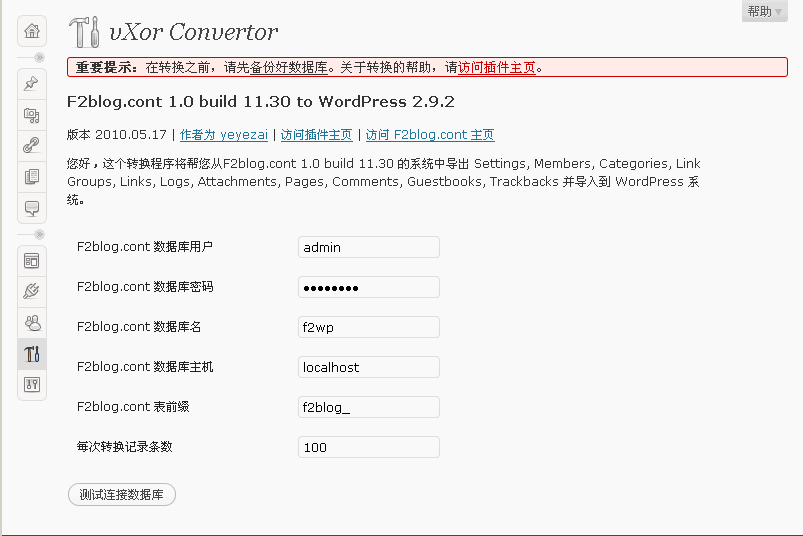 帮助
vXor Convertor
重要提示：在转换之前，请先备份好数据库。关于转换的帮助，请访问插件主页。
F2blog.cont 1.0 build 11.30 to WordPress 2.9.2
版本 2010.05.17 | 作者为 yeyezai | 访问插件主页 | 访问 F2blog.cont 主页
您好，这个转换程序将帮您从F2blog.cont 1.0 build 11.30 的系统中导出 Settings, Members, Categories, Link
Groups, Links, Logs, Attachments, Pages, Comments, Guestbooks, Trackbacks 并导入到 WordPress 系
统。
F2blog.cont 数据库用户 admin
F2blog.cont 数据库密码 ●●●●●●●●
F2blog.cont 数据库名 f2wp
F2blog.cont 数据库主机 localhost
F2blog.cont 表前缀 f2blog_
每次转换记录条数 100
测试连接数据库